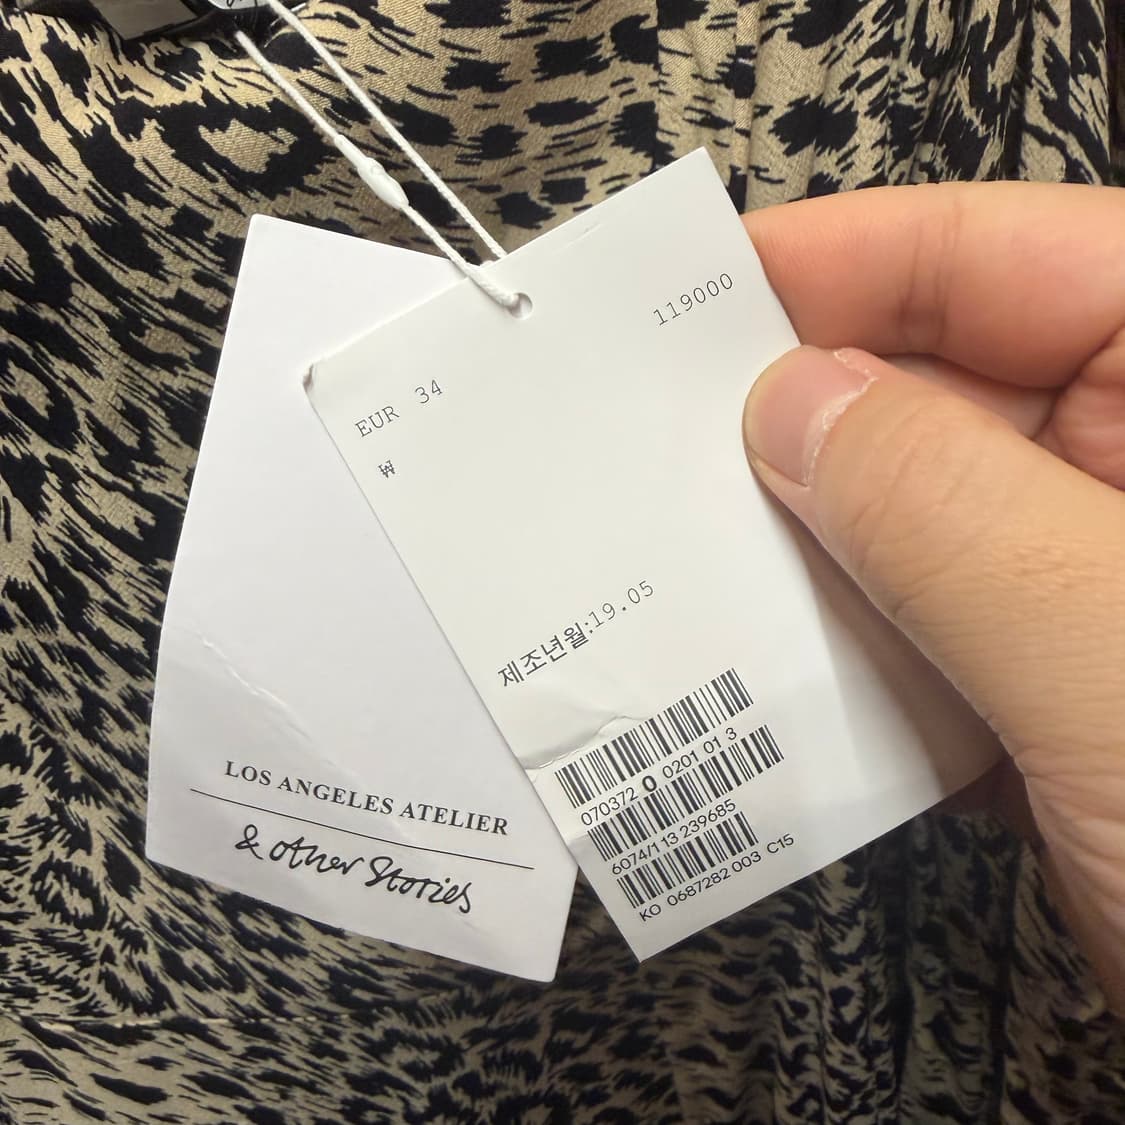 119000
EUR 34
₩
제조년월:19.05
070372 0 0201 01 3
6074/1 13 239685
KO 0687282 003 C15
LOS ANGELES ATELIER
& other Stories